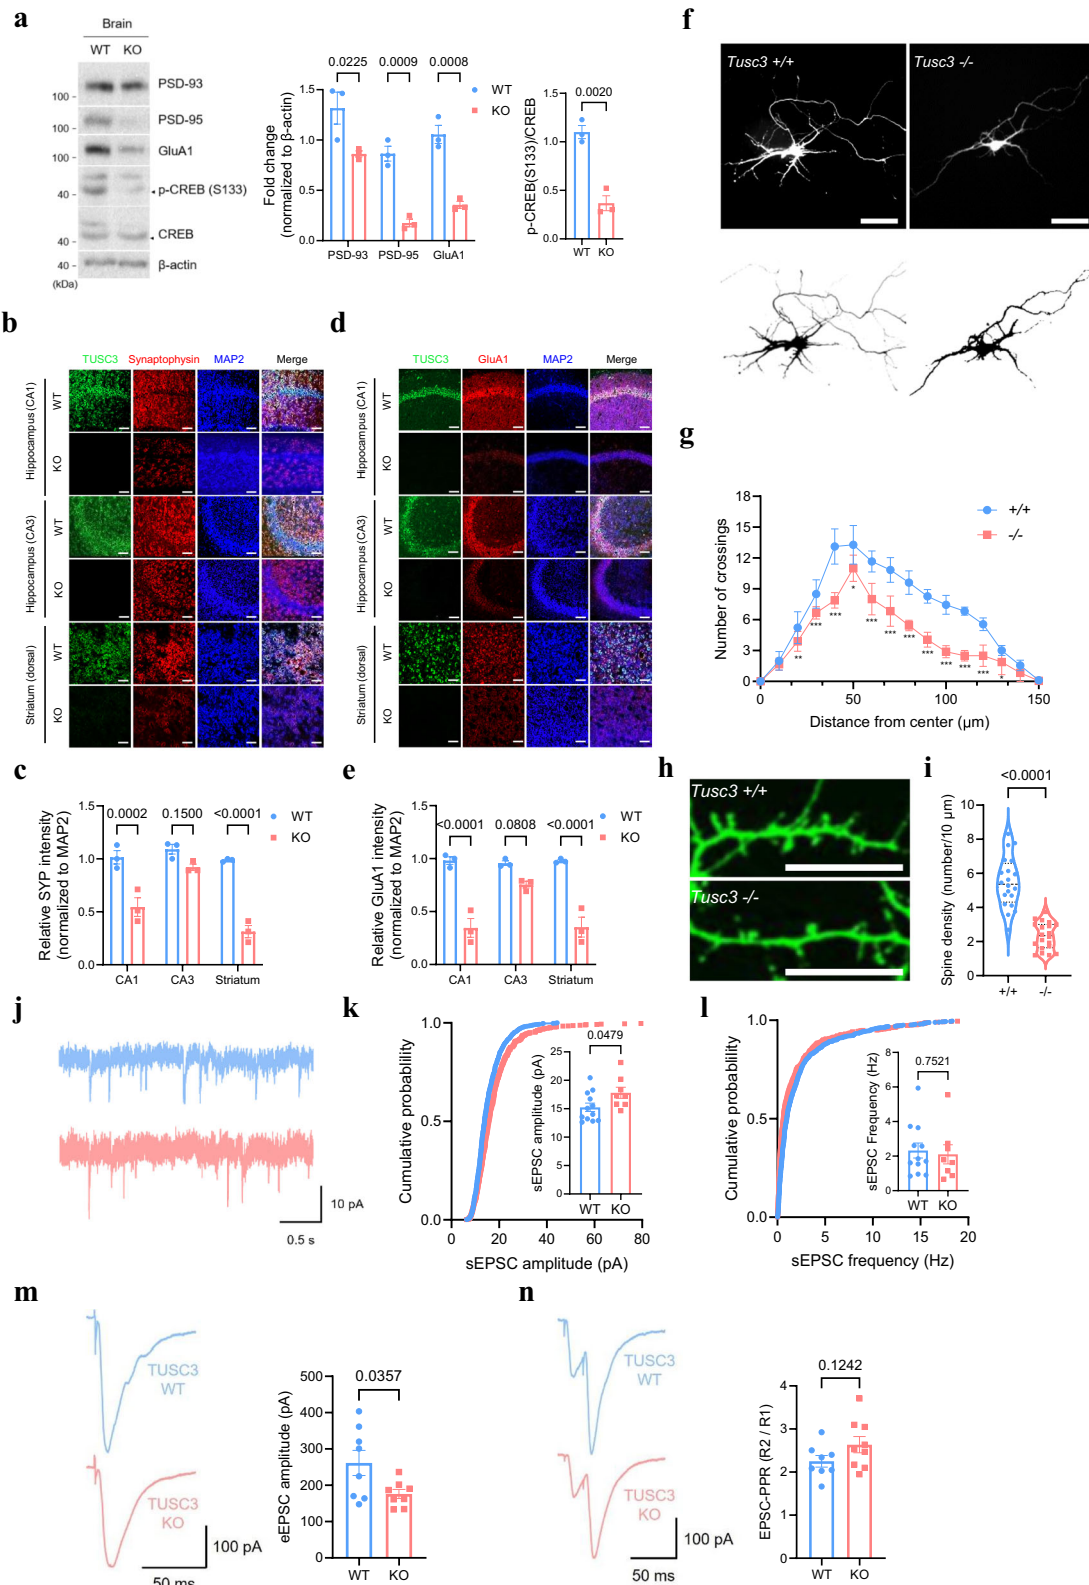 a
Brain
WT KO
PSD-93
100 -
PSD-95
100 -
GluA1
100 -
p-CREB (S133)
40 -
CREB
40 -
β-actin
40 -
(kDa)
Fold change
(normalized to β-actin)
1.5
1.0
0.5
0.0
0.0225 0.0009 0.0008
WT
KO
PSD-93 PSD-95 GluA1
p-CREB(S133)/CREB
1.5
1.0
0.5
0.0
0.0020
WT KO
f
Tusc3 +/+
Tusc3 -/-
b
TUSC3 Synaptophysin MAP2 Merge
Hippocampus (CA1)
WT
KO
Hippocampus (CA3)
WT
KO
Striatum (dorsal)
WT
KO
d
TUSC3 GluA1 MAP2 Merge
Hippocampus (CA1)
WT
KO
Hippocampus (CA3)
WT
KO
Striatum (dorsal)
WT
KO
g
Number of crossings
18
15
12
9
6
3
0
+/+
-/-
** *** *** * *** *** *** *** *** *** *** *
0 50 100 150
Distance from center (μm)
c
Relative SYP intensity
(normalized to MAP2)
1.5
1.0
0.5
0.0
0.0002 0.1500 <0.0001
WT
KO
CA1 CA3 Striatum
e
Relative GluA1 intensity
(normalized to MAP2)
1.5
1.0
0.5
0.0
<0.0001 0.0808 <0.0001
WT
KO
CA1 CA3 Striatum
h
Tusc3 +/+
Tusc3 -/-
i
<0.0001
Spine density (number/10 μm)
10
8
6
4
2
0
+/+ -/-
j
10 pA
0.5 s
k
Cumulative probability
1.0
0.5
0.0
0 20 40 60 80
sEPSC amplitude (pA)
0.0479
sEPSC amplitude (pA)
25
20
15
10
5
0
WT KO
l
Cumulative probabllility
1.0
0.5
0.0
0 5 10 15 20
sEPSC frequency (Hz)
0.7521
sEPSC Frequency (Hz)
8
6
4
2
0
WT KO
m
TUSC3
WT
TUSC3
KO
100 pA
50 ms
eEPSC amplitude (pA)
500
400
300
200
100
0
0.0357
WT KO
n
TUSC3
WT
TUSC3
KO
100 pA
50 ms
EPSC-PPR (R2 / R1)
4
3
2
1
0
0.1242
WT KO